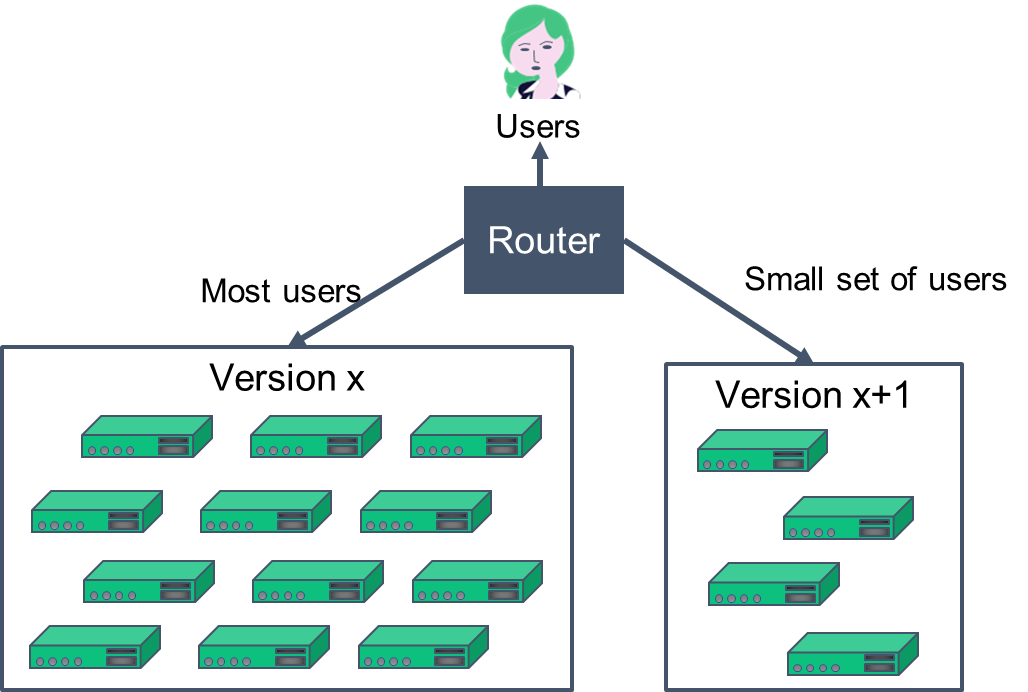 Users
Router
Most users
Small set of users
Version x
Version x+1